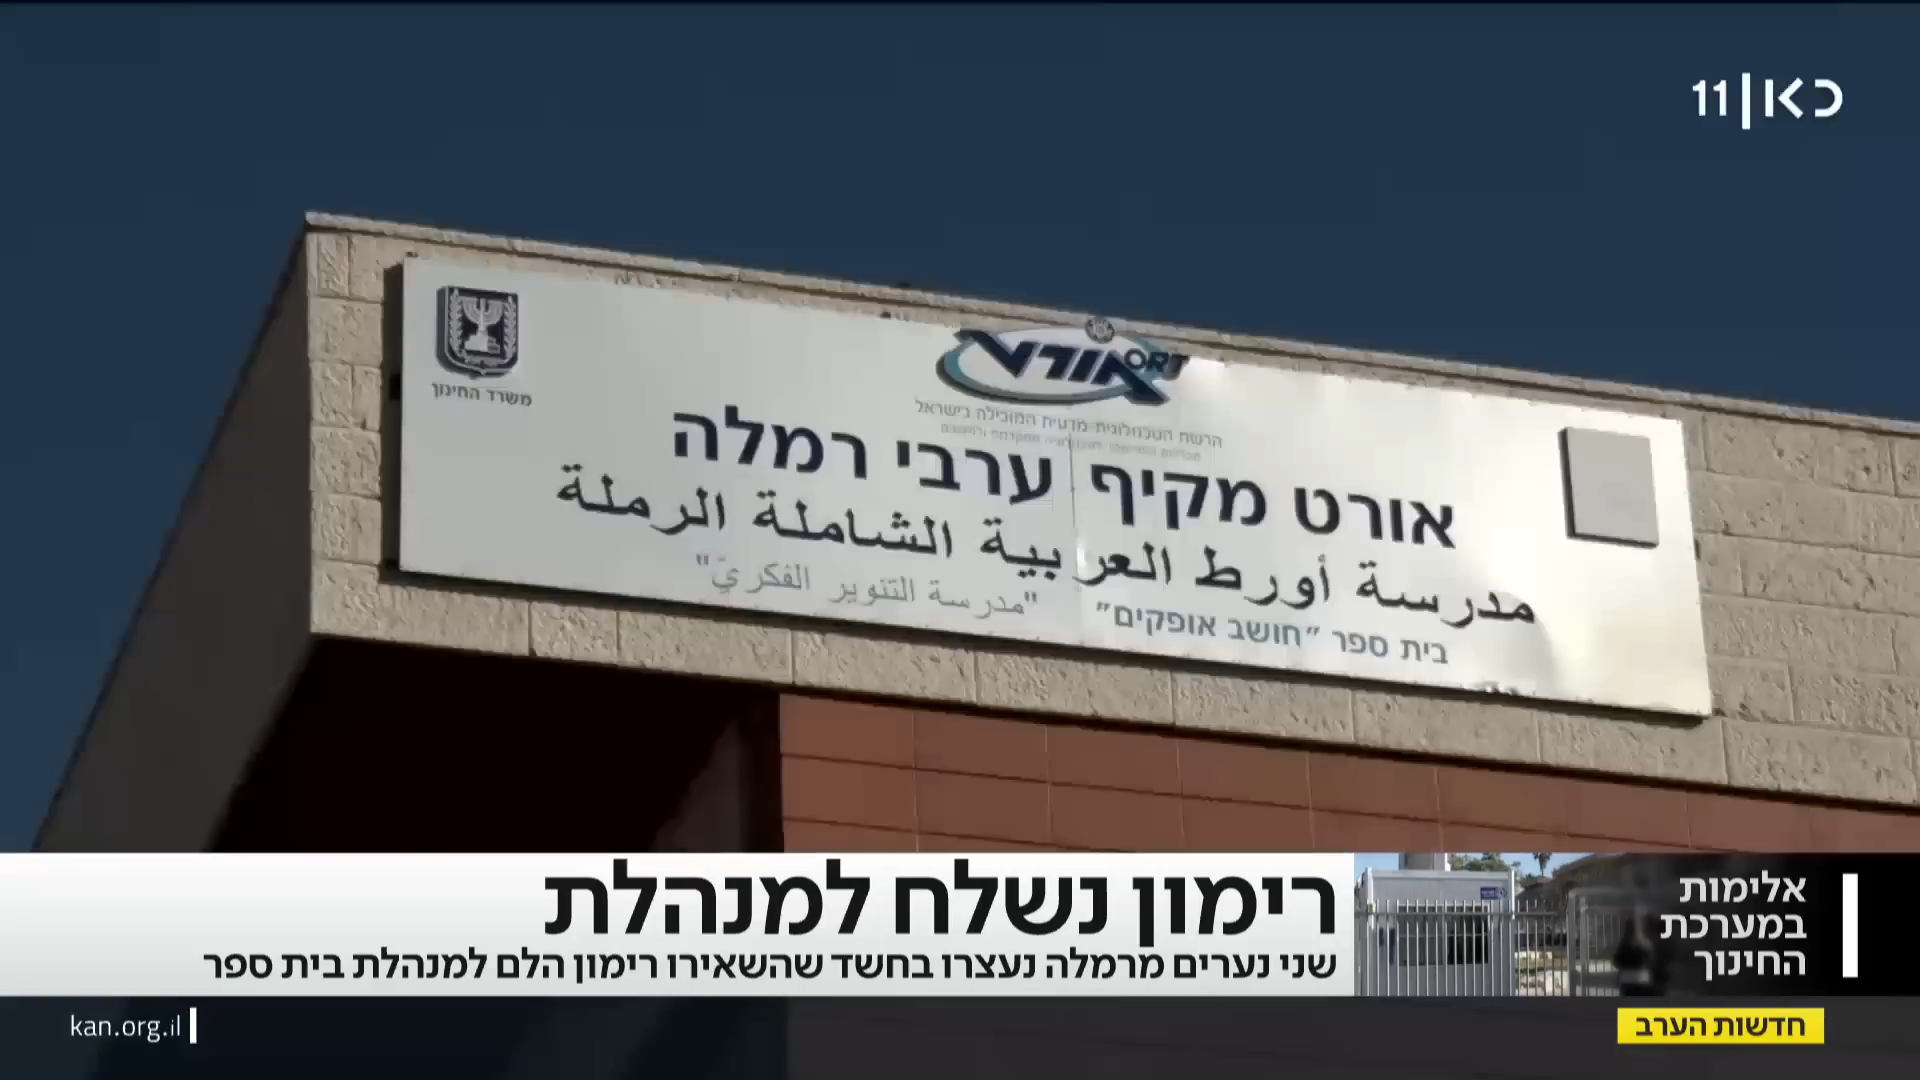 כאן 11
משרד החינוך
אורט ORT
הרשת הטכנולוגית-מדעית המובילה בישראל
אורט מקיף ערבי רמלה
مدرسة أورط العربية الشاملة الرملة
בית ספר "חושב אופקים" "مدرسة التنوير الفكريّ"
אלימות
במערכת
החינוך
רימון נשלח למנהלת
שני נערים מרמלה נעצרו בחשד שהשאירו רימון הלם למנהלת בית ספר
חדשות הערב
kan.org.il